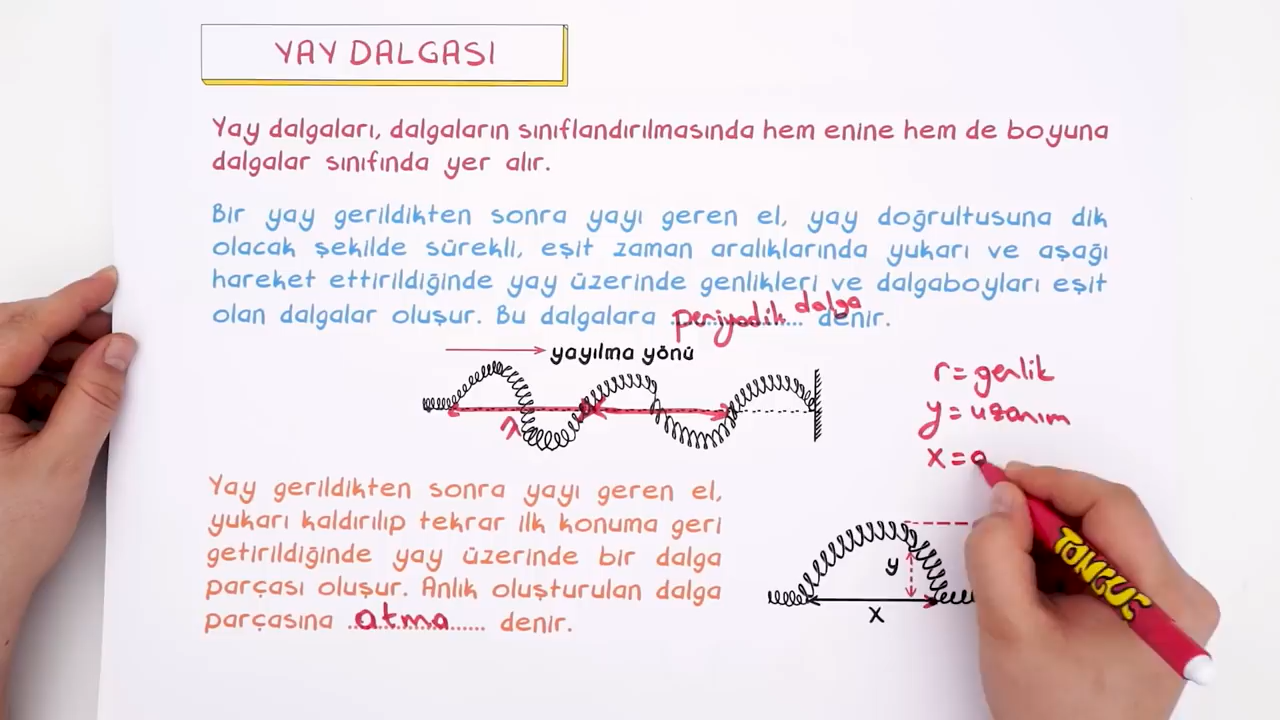 YAY DALGASI
Yay dalgaları, dalgaların sınıflandırılmasında hem enine hem de boyuna
dalgalar sınıfında yer alır.
Bir yay gerildikten sonra yayı geren el, yay doğrultusuna dik
olacak şekilde sürekli, eşit zaman aralıklarında yukarı ve aşağı
hareket ettirildiğinde yay üzerinde genlikleri ve dalgaboyları eşit
olan dalgalar oluşur. Bu dalgalara periyodik dalga denir.
yayılma yönü
λ
r = genlik
y = uzanım
x =
Yay gerildikten sonra yayı geren el,
yukarı kaldırılıp tekrar ilk konuma geri
getirildiğinde yay üzerinde bir dalga
parçası oluşur. Anlık oluşturulan dalga
parçasına atma denir.
y
x
TONGUÇ